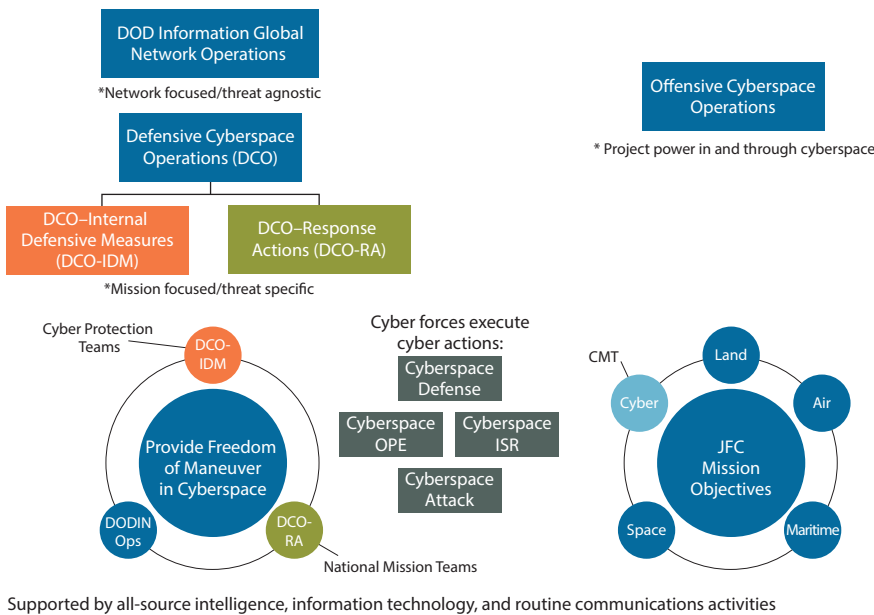 DOD Information Global
Network Operations
*Network focused/threat agnostic
Offensive Cyberspace
Operations
* Project power in and through cyberspace
Defensive Cyberspace
Operations (DCO)
DCO–Internal
Defensive Measures
(DCO-IDM)
DCO–Response
Actions (DCO-RA)
*Mission focused/threat specific
Cyber Protection
Teams
DCO-
IDM
Provide Freedom
of Maneuver
in Cyberspace
DODIN
Ops
DCO-
RA
National Mission Teams
Cyber forces execute
cyber actions:
Cyberspace
Defense
Cyberspace
OPE
Cyberspace
ISR
Cyberspace
Attack
CMT
Land
Cyber
Air
JFC
Mission
Objectives
Space
Maritime
Supported by all-source intelligence, information technology, and routine communications activities